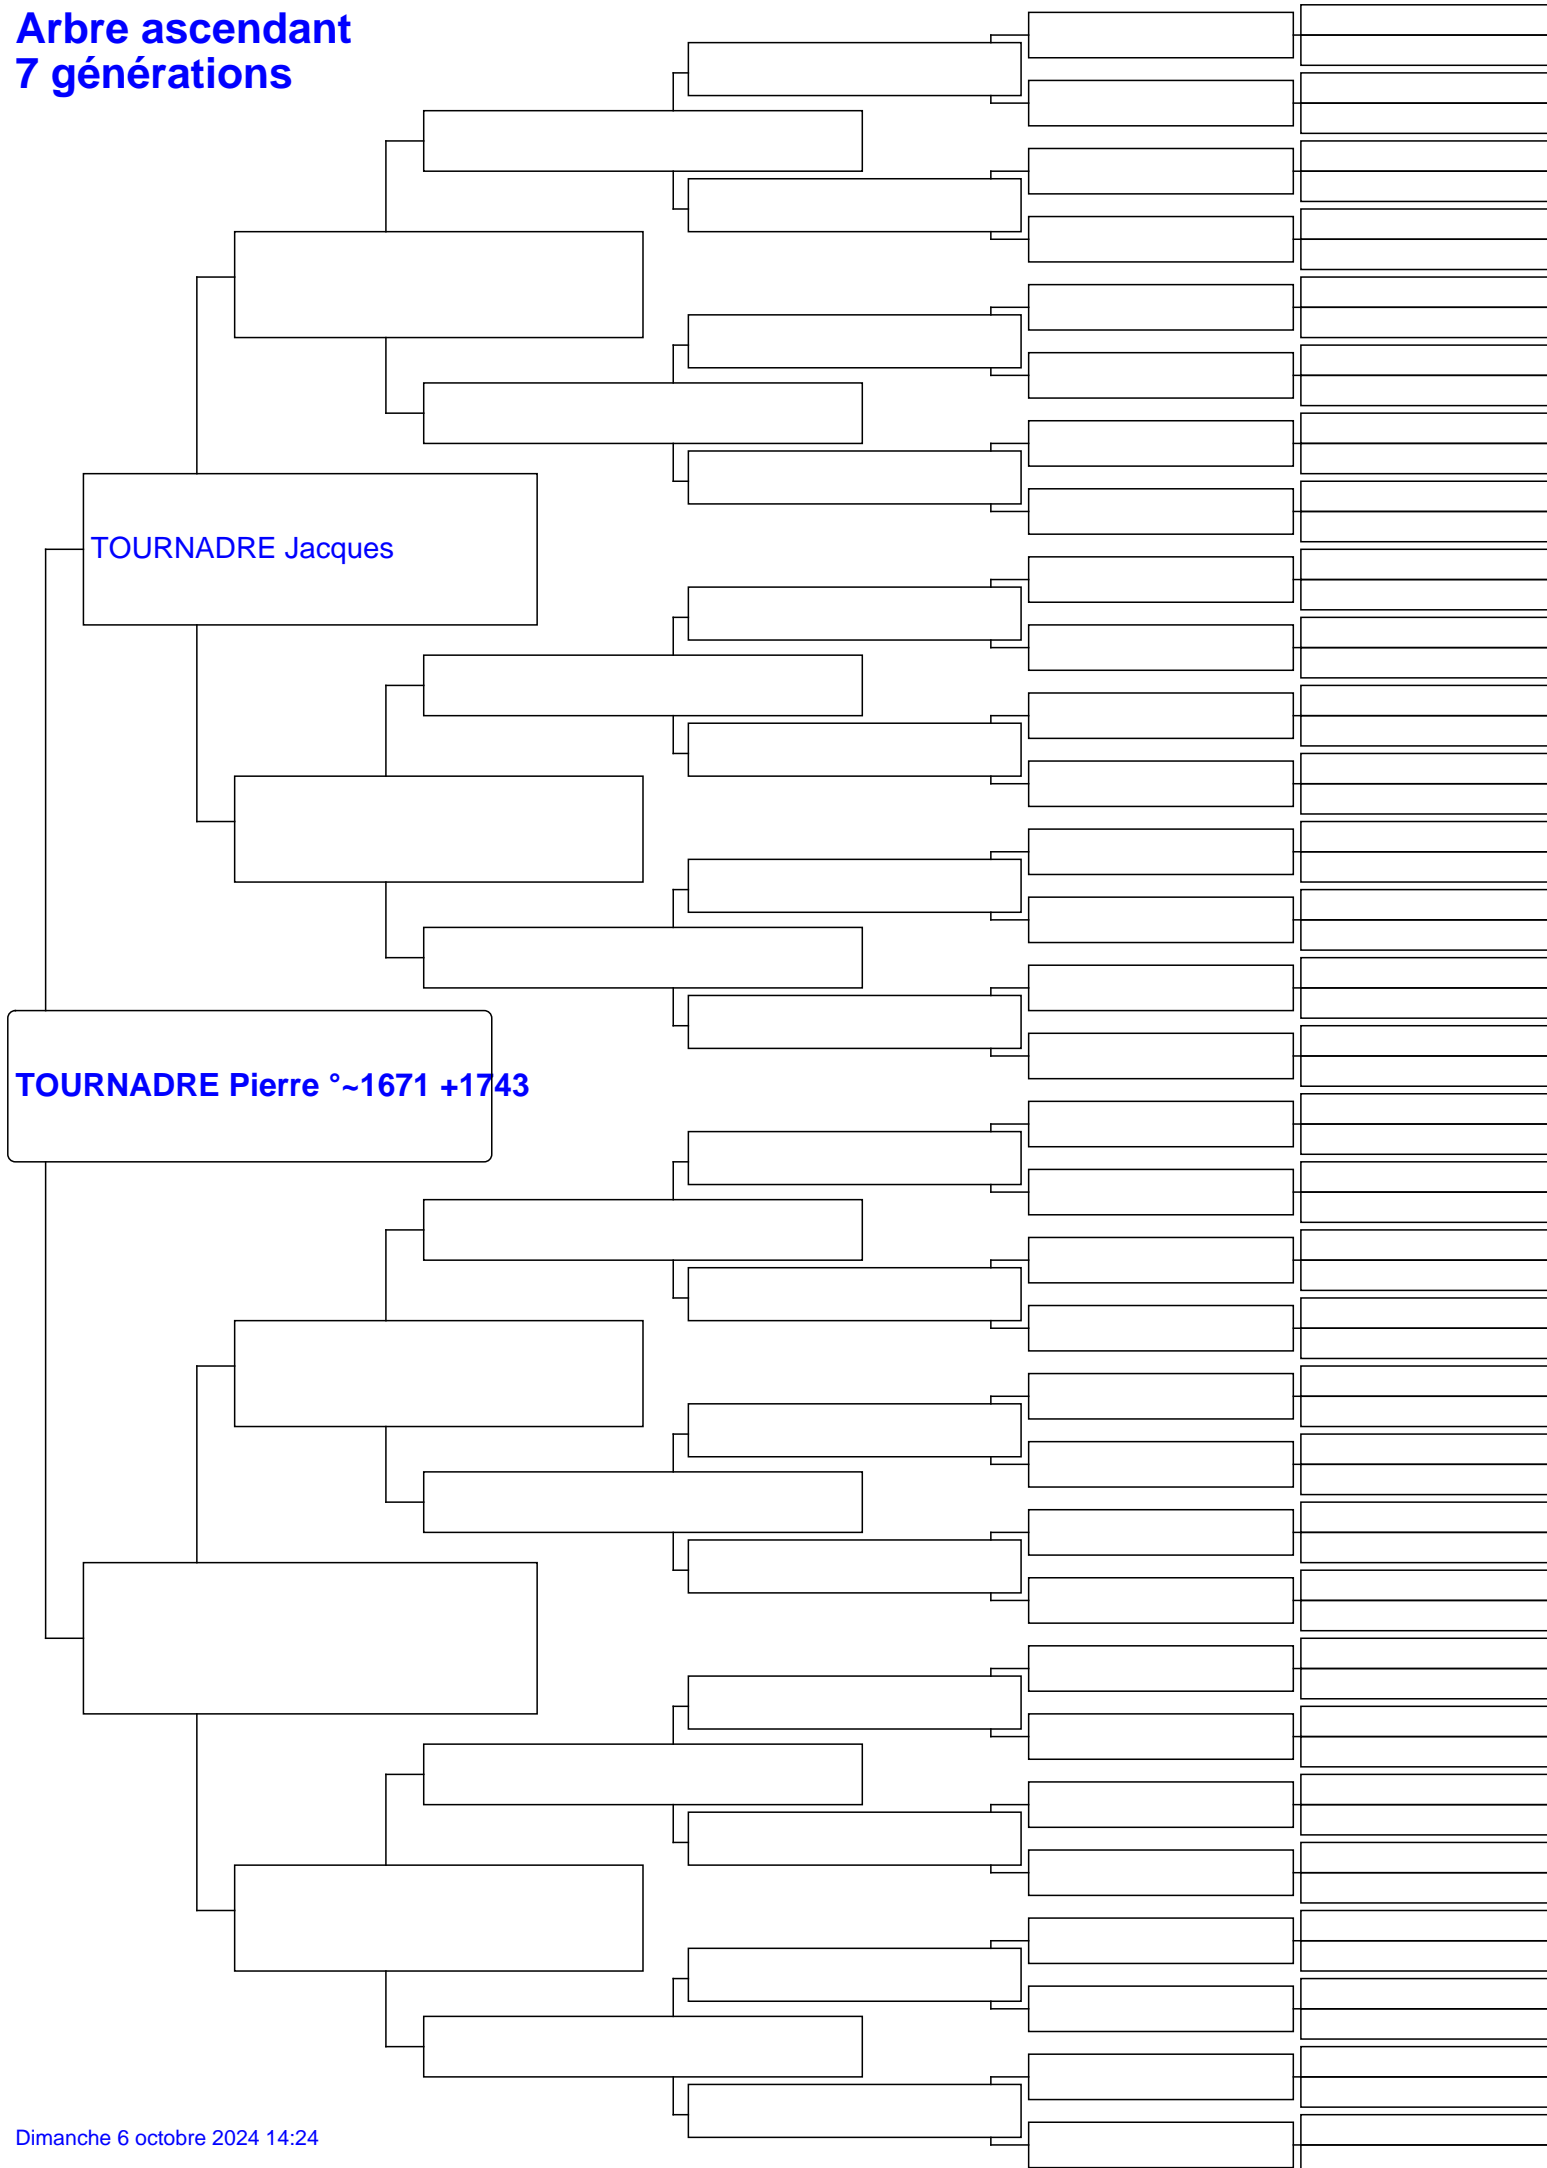 Arbre ascendant
7 générations
TOURNADRE Jacques
TOURNADRE Pierre °~1671 +1743
Dimanche 6 octobre 2024 14:24